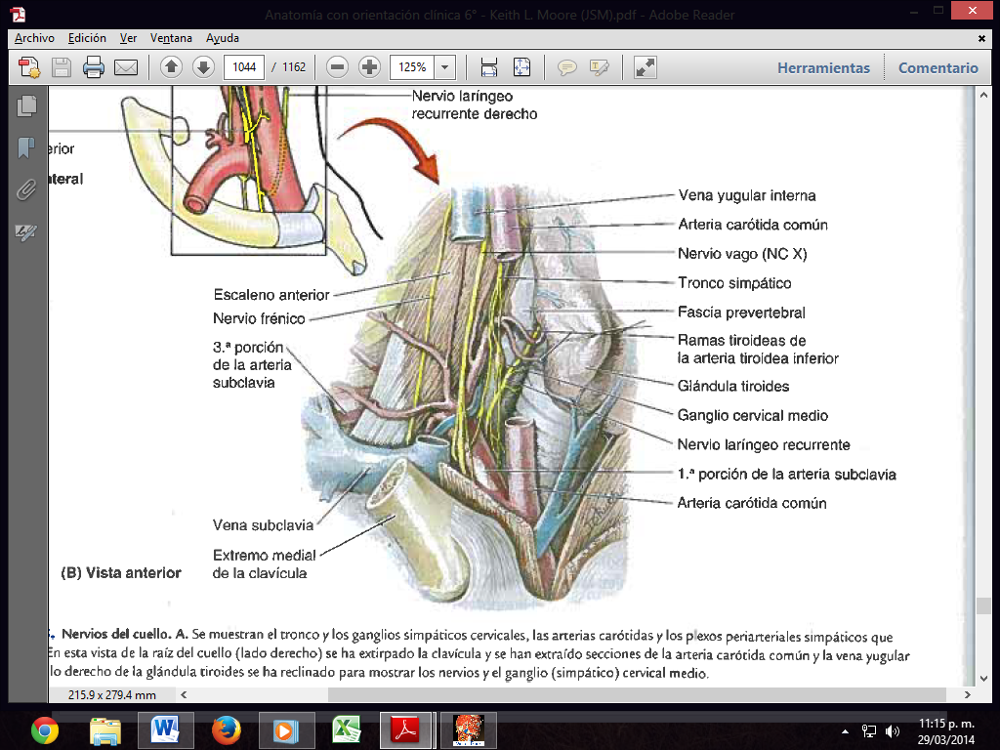 Anatomía con orientación clínica 6° - Keith L. Moore (JSM).pdf - Adobe Reader
Archivo Edición Ver Ventana Ayuda
1044 / 1162 125% Herramientas Comentario
Nervio laríngeo
recurrente derecho
erior
ateral
Vena yugular interna
Arteria carótida común
Nervio vago (NC X)
Tronco simpático
Fascia prevertebral
Ramas tiroideas de
la arteria tiroidea inferior
Glándula tiroides
Ganglio cervical medio
Nervio laríngeo recurrente
1.ª porción de la arteria subclavia
Arteria carótida común
Escaleno anterior
Nervio frénico
3.ª porción
de la arteria
subclavia
Vena subclavia
Extremo medial
de la clavícula
(B) Vista anterior
Nervios del cuello. A. Se muestran el tronco y los ganglios simpáticos cervicales, las arterias carótidas y los plexos periarteriales simpáticos que
En esta vista de la raíz del cuello (lado derecho) se ha extirpado la clavícula y se han extraído secciones de la arteria carótida común y la vena yugular
lo derecho de la glándula tiroides se ha reclinado para mostrar los nervios y el ganglio (simpático) cervical medio.
215.9 x 279.4 mm
11:15 p. m.
29/03/2014